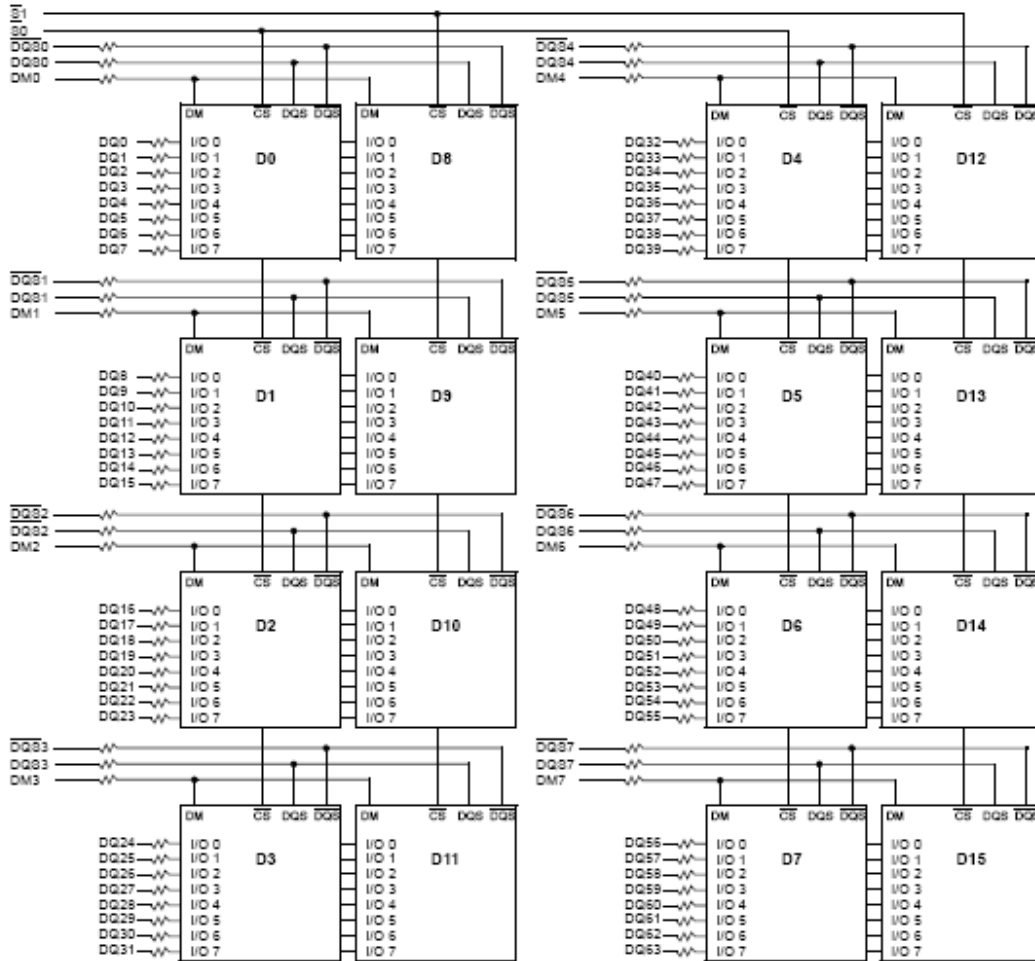 S1
S0
DQS0
DQS0
DM0
DQS4
DQS4
DM4
DM CS DQS DQS DM CS DQS DQS DM CS DQS DQS DM CS DQS DQS
D0 D8 D4 D12
DQ0 I/O 0 I/O 0 DQ32 I/O 0 I/O 0
DQ1 I/O 1 I/O 1 DQ33 I/O 1 I/O 1
DQ2 I/O 2 I/O 2 DQ34 I/O 2 I/O 2
DQ3 I/O 3 I/O 3 DQ35 I/O 3 I/O 3
DQ4 I/O 4 I/O 4 DQ36 I/O 4 I/O 4
DQ5 I/O 5 I/O 5 DQ37 I/O 5 I/O 5
DQ6 I/O 6 I/O 6 DQ38 I/O 6 I/O 6
DQ7 I/O 7 I/O 7 DQ39 I/O 7 I/O 7
DQS1
DQS1
DM1
DQS5
DQS5
DM5
DM CS DQS DQS DM CS DQS DQS DM CS DQS DQS DM CS DQS DQS
D1 D9 D5 D13
DQ8 I/O 0 I/O 0 DQ40 I/O 0 I/O 0
DQ9 I/O 1 I/O 1 DQ41 I/O 1 I/O 1
DQ10 I/O 2 I/O 2 DQ42 I/O 2 I/O 2
DQ11 I/O 3 I/O 3 DQ43 I/O 3 I/O 3
DQ12 I/O 4 I/O 4 DQ44 I/O 4 I/O 4
DQ13 I/O 5 I/O 5 DQ45 I/O 5 I/O 5
DQ14 I/O 6 I/O 6 DQ46 I/O 6 I/O 6
DQ15 I/O 7 I/O 7 DQ47 I/O 7 I/O 7
DQS2
DQS2
DM2
DQS6
DQS6
DM6
DM CS DQS DQS DM CS DQS DQS DM CS DQS DQS DM CS DQS DQS
D2 D10 D6 D14
DQ16 I/O 0 I/O 0 DQ48 I/O 0 I/O 0
DQ17 I/O 1 I/O 1 DQ49 I/O 1 I/O 1
DQ18 I/O 2 I/O 2 DQ50 I/O 2 I/O 2
DQ19 I/O 3 I/O 3 DQ51 I/O 3 I/O 3
DQ20 I/O 4 I/O 4 DQ52 I/O 4 I/O 4
DQ21 I/O 5 I/O 5 DQ53 I/O 5 I/O 5
DQ22 I/O 6 I/O 6 DQ54 I/O 6 I/O 6
DQ23 I/O 7 I/O 7 DQ55 I/O 7 I/O 7
DQS3
DQS3
DM3
DQS7
DQS7
DM7
DM CS DQS DQS DM CS DQS DQS DM CS DQS DQS DM CS DQS DQS
D3 D11 D7 D15
DQ24 I/O 0 I/O 0 DQ56 I/O 0 I/O 0
DQ25 I/O 1 I/O 1 DQ57 I/O 1 I/O 1
DQ26 I/O 2 I/O 2 DQ58 I/O 2 I/O 2
DQ27 I/O 3 I/O 3 DQ59 I/O 3 I/O 3
DQ28 I/O 4 I/O 4 DQ60 I/O 4 I/O 4
DQ29 I/O 5 I/O 5 DQ61 I/O 5 I/O 5
DQ30 I/O 6 I/O 6 DQ62 I/O 6 I/O 6
DQ31 I/O 7 I/O 7 DQ63 I/O 7 I/O 7